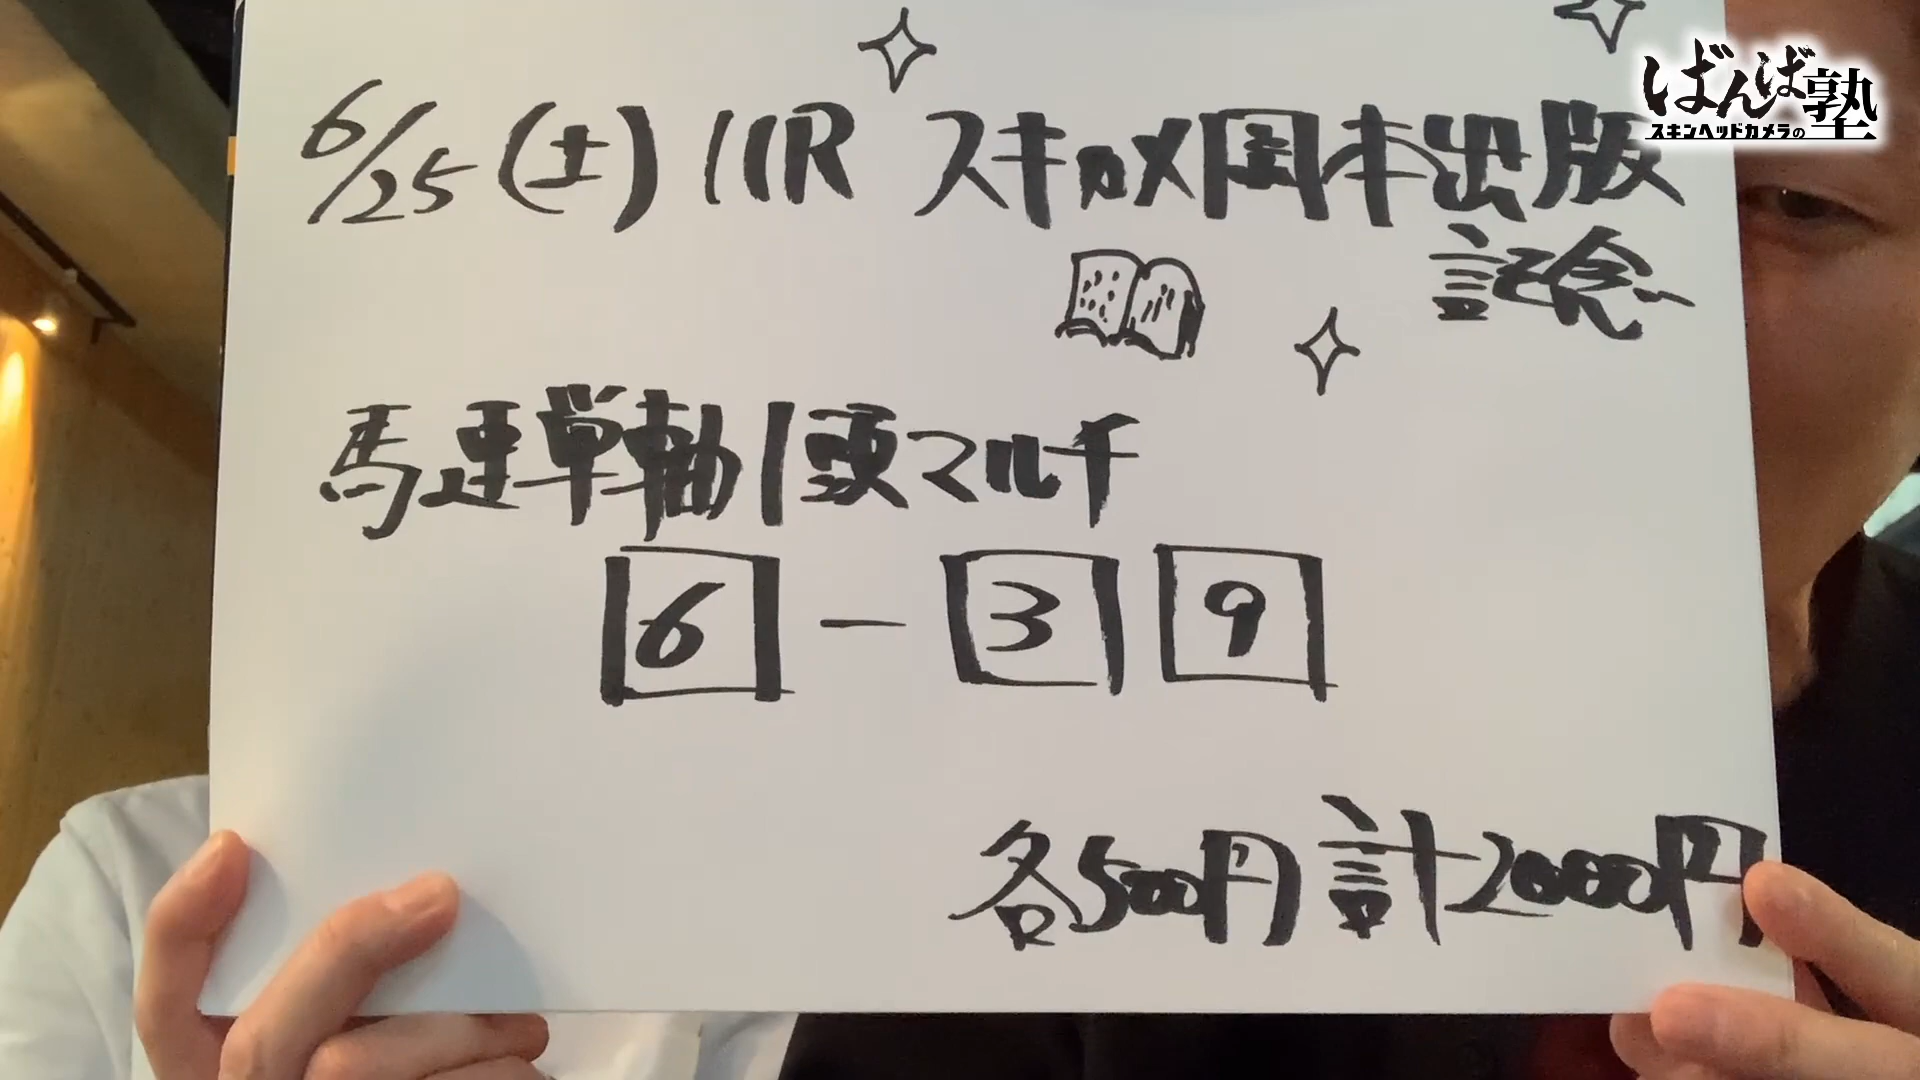 ばんば塾
スキンヘッドカメラの
6/25(土) 11R スキカメ岡本出版
記念
馬連単軸1頭マルチ
6 - 3 9
各500円 計2000円